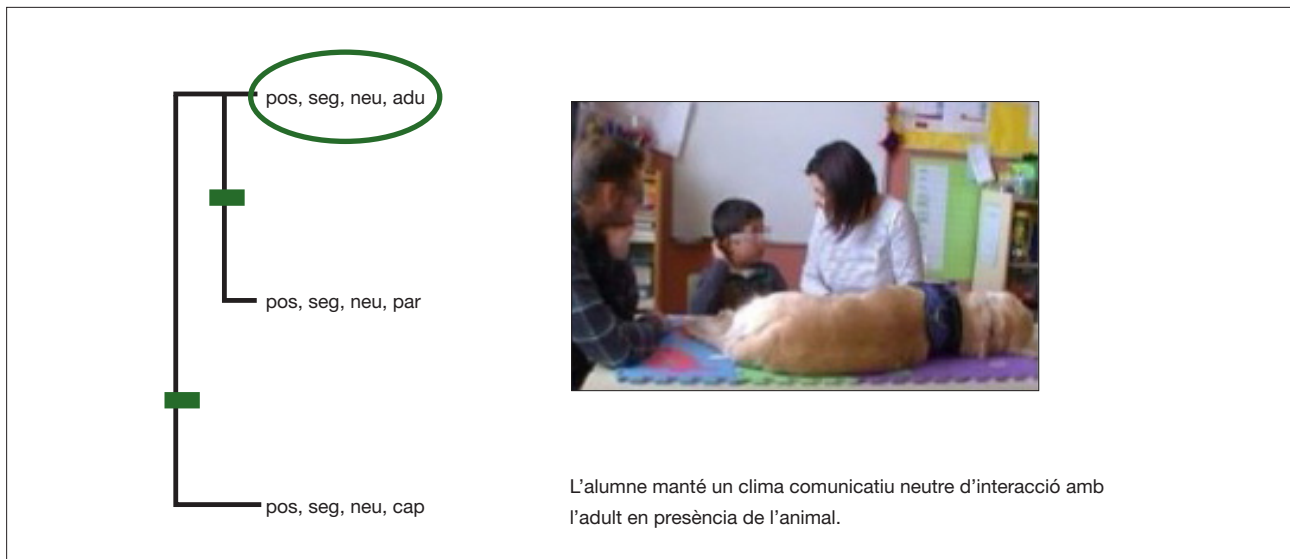 pos, seg, neu, adu
pos, seg, neu, par
pos, seg, neu, cap
L'alumne manté un clima comunicatiu neutre d'interacció amb
l'adult en presència de l'animal.